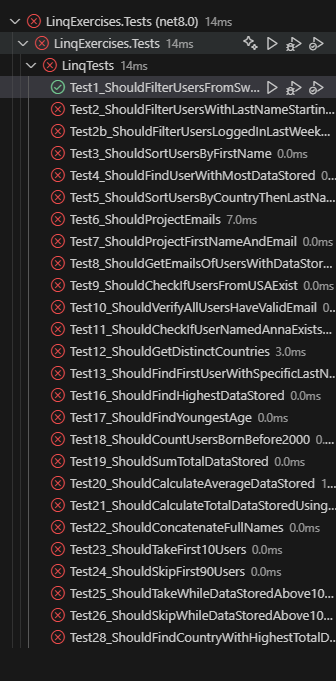 LinqExercises.Tests (net8.0) 14ms
LinqExercises.Tests 14ms
LinqTests 14ms
Test1_ShouldFilterUsersFromSw...
Test2_ShouldFilterUsersWithLastNameStartin...
Test2b_ShouldFilterUsersLoggedInLastWeek...
Test3_ShouldSortUsersByFirstName 0.0ms
Test4_ShouldFindUserWithMostDataStored 0...
Test5_ShouldSortUsersByCountryThenLastNa...
Test6_ShouldProjectEmails 7.0ms
Test7_ShouldProjectFirstNameAndEmail 0.0ms
Test8_ShouldGetEmailsOfUsersWithDataStor...
Test9_ShouldCheckIfUsersFromUSAExist 0.0ms
Test10_ShouldVerifyAllUsersHaveValidEmail 0...
Test11_ShouldCheckIfUserNamedAnnaExists...
Test12_ShouldGetDistinctCountries 3.0ms
Test13_ShouldFindFirstUserWithSpecificLastN...
Test16_ShouldFindHighestDataStored 0.0ms
Test17_ShouldFindYoungestAge 0.0ms
Test18_ShouldCountUsersBornBefore2000 0....
Test19_ShouldSumTotalDataStored 0.0ms
Test20_ShouldCalculateAverageDataStored 1...
Test21_ShouldCalculateTotalDataStoredUsing...
Test22_ShouldConcatenateFullNames 0.0ms
Test23_ShouldTakeFirst10Users 0.0ms
Test24_ShouldSkipFirst90Users 0.0ms
Test25_ShouldTakeWhileDataStoredAbove10...
Test26_ShouldSkipWhileDataStoredAbove10...
Test28_ShouldFindCountryWithHighestTotalD...